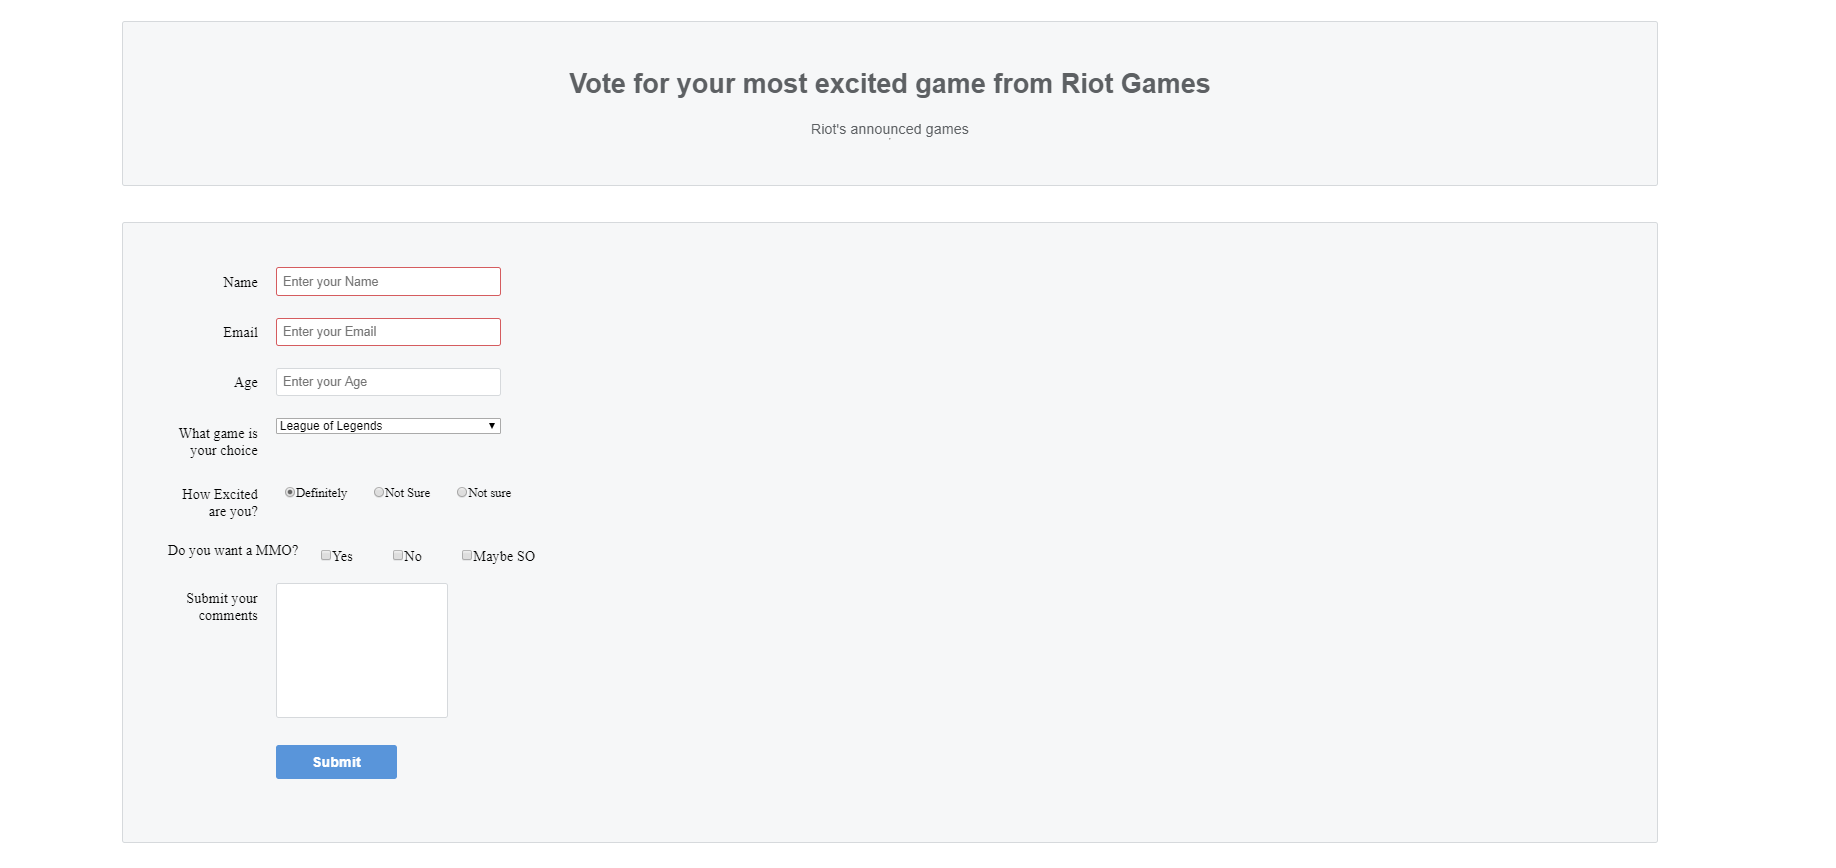 Vote for your most excited game from Riot Games
Riot's announced games
Name
Enter your Name
Email
Enter your Email
Age
Enter your Age
What game is
your choice
League of Legends
How Excited
are you?
Definitely Not Sure Not sure
Do you want a MMO?
Yes No Maybe SO
Submit your
comments
Submit